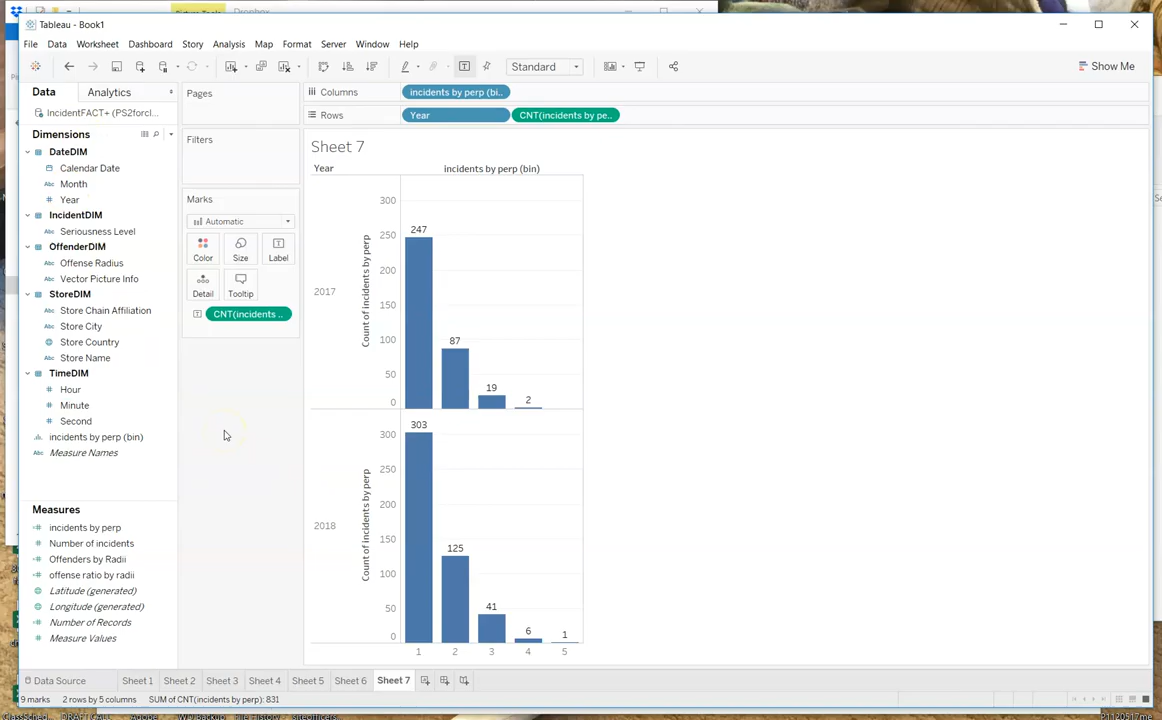 Tableau - Book1
File Data Worksheet Dashboard Story Analysis Map Format Server Window Help
Standard
Show Me
Data Analytics
IncidentFACT+ (PS2forcl...
Dimensions
DateDIM
Calendar Date
Abc Month
# Year
IncidentDIM
Abc Seriousness Level
OffenderDIM
Abc Offense Radius
Abc Vector Picture Info
StoreDIM
Abc Store Chain Affiliation
Abc Store City
Store Country
Abc Store Name
TimeDIM
# Hour
# Minute
# Second
incidents by perp (bin)
Abc Measure Names
Measures
incidents by perp
Number of incidents
Offenders by Radii
offense ratio by radii
Latitude (generated)
Longitude (generated)
Number of Records
# Measure Values
Pages
Filters
Marks
Automatic
Color Size Label
Detail Tooltip
CNT(incidents ..
Columns incidents by perp (bi..
Rows Year CNT(incidents by pe..
Sheet 7
Year incidents by perp (bin)
2017
Count of incidents by perp
300
250
200
150
100
50
0
247
87
19
2
2018
Count of incidents by perp
300
250
200
150
100
50
0
303
125
41
6
1
1 2 3 4 5
Data Source Sheet 1 Sheet 2 Sheet 3 Sheet 4 Sheet 5 Sheet 6 Sheet 7
9 marks 2 rows by 5 columns SUM of CNT(incidents by perp): 831